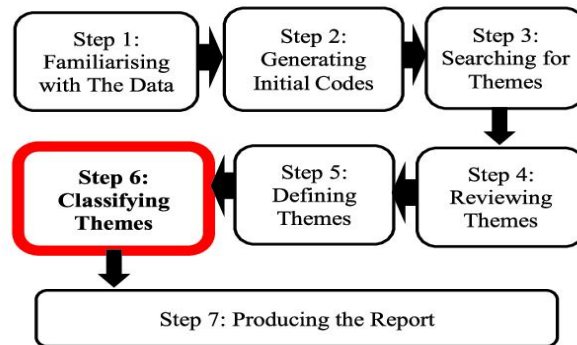 Step 1:
Familiarising
with The Data
Step 2:
Generating
Initial Codes
Step 3:
Searching for
Themes
Step 4:
Reviewing
Themes
Step 5:
Defining
Themes
Step 6:
Classifying
Themes
Step 7: Producing the Report